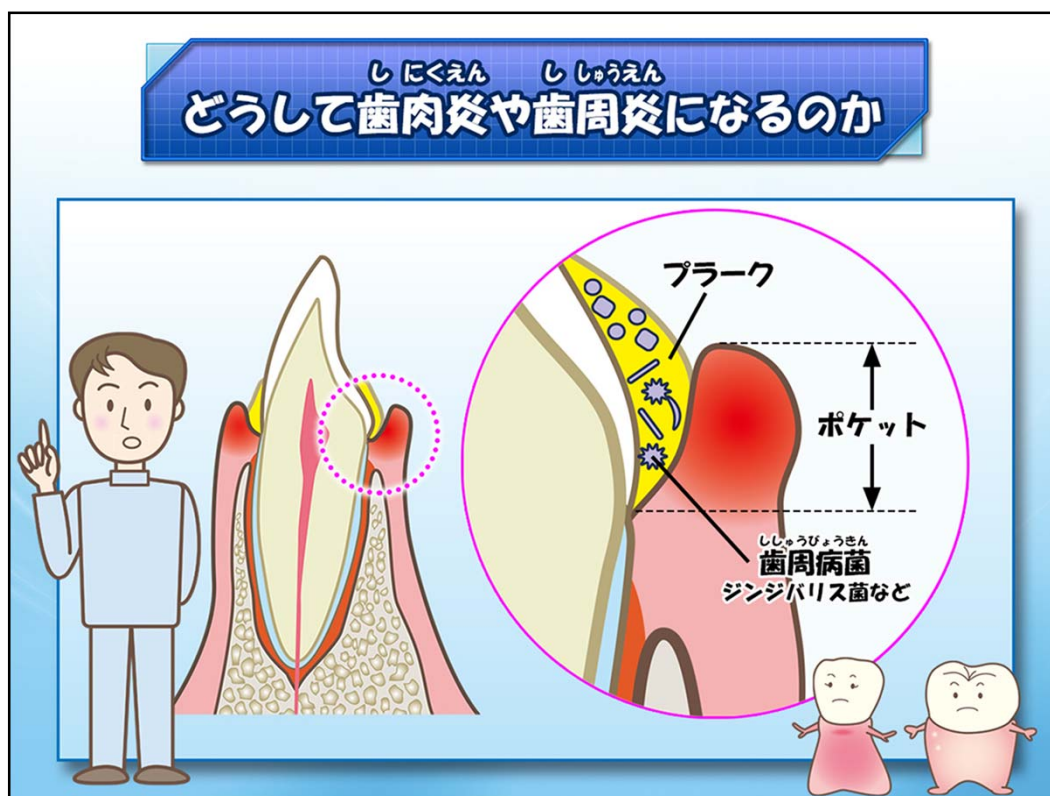 し にくえん し しゅうえん
どうして歯肉炎や歯周炎になるのか
プラーク
ポケット
ししゅうびょうきん
歯周病菌
ジンジバリス菌など